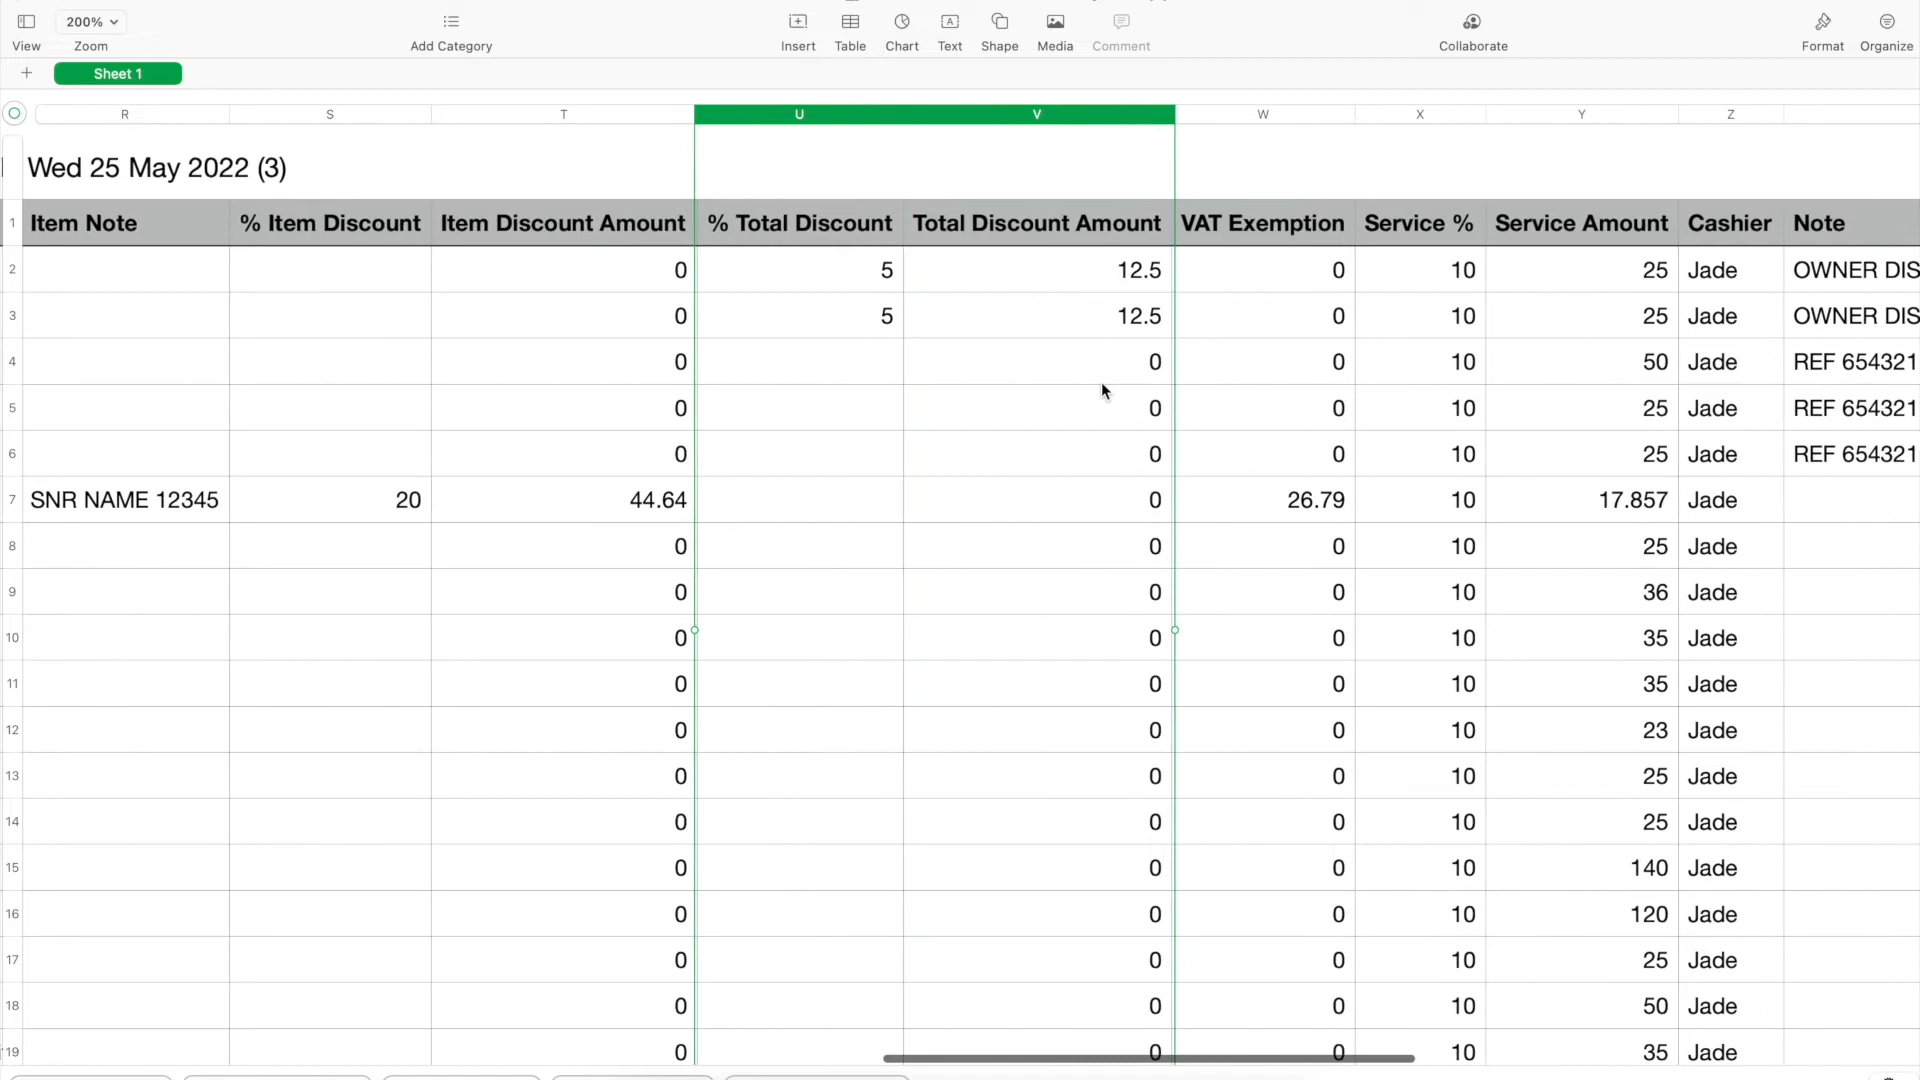 200%
View Zoom Add Category Insert Table Chart Text Shape Media Comment Collaborate Format Organize
Sheet 1
R S T U V W X Y Z
Wed 25 May 2022 (3)
1 Item Note % Item Discount Item Discount Amount % Total Discount Total Discount Amount VAT Exemption Service % Service Amount Cashier Note
2 0 5 12.5 0 10 25 Jade OWNER DIS
3 0 5 12.5 0 10 25 Jade OWNER DIS
4 0 0 0 10 50 Jade REF 654321
5 0 0 0 10 25 Jade REF 654321
6 0 0 0 10 25 Jade REF 654321
7 SNR NAME 12345 20 44.64 0 26.79 10 17.857 Jade
8 0 0 0 10 25 Jade
9 0 0 0 10 36 Jade
10 0 0 0 10 35 Jade
11 0 0 0 10 35 Jade
12 0 0 0 10 23 Jade
13 0 0 0 10 25 Jade
14 0 0 0 10 25 Jade
15 0 0 0 10 140 Jade
16 0 0 0 10 120 Jade
17 0 0 0 10 25 Jade
18 0 0 0 10 50 Jade
19 0 0 0 10 35 Jade